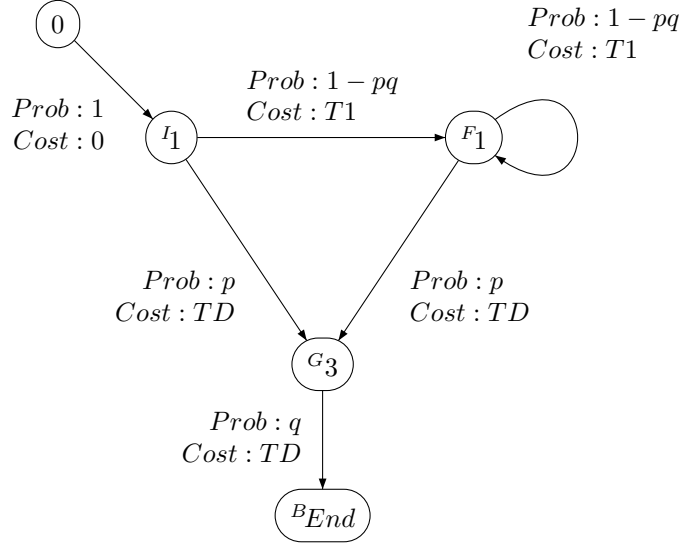 0
Prob : 1 − pq
Cost : T1
Prob : 1 − pq
Cost : T1
Prob : 1
Cost : 0
I1
F1
Prob : p
Cost : TD
Prob : p
Cost : TD
G3
Prob : q
Cost : TD
BEnd